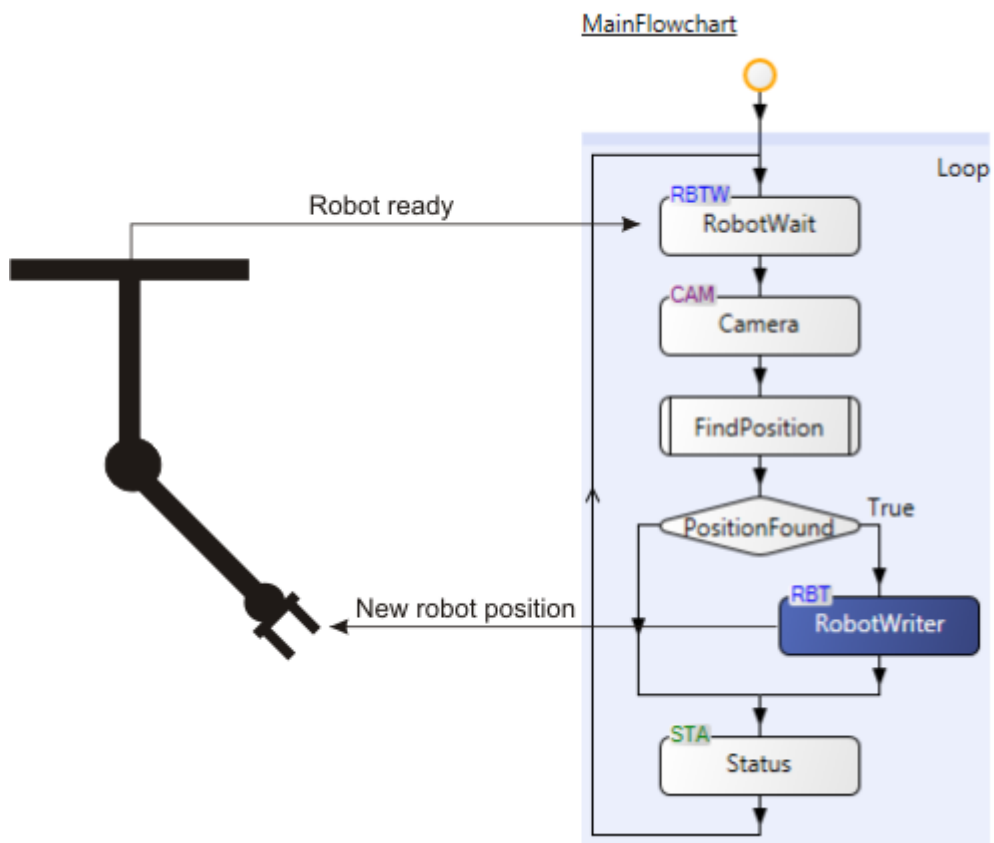 MainFlowchart
Loop
Robot ready
RBTW
RobotWait
CAM
Camera
FindPosition
PositionFound
True
New robot position
RBT
RobotWriter
STA
Status